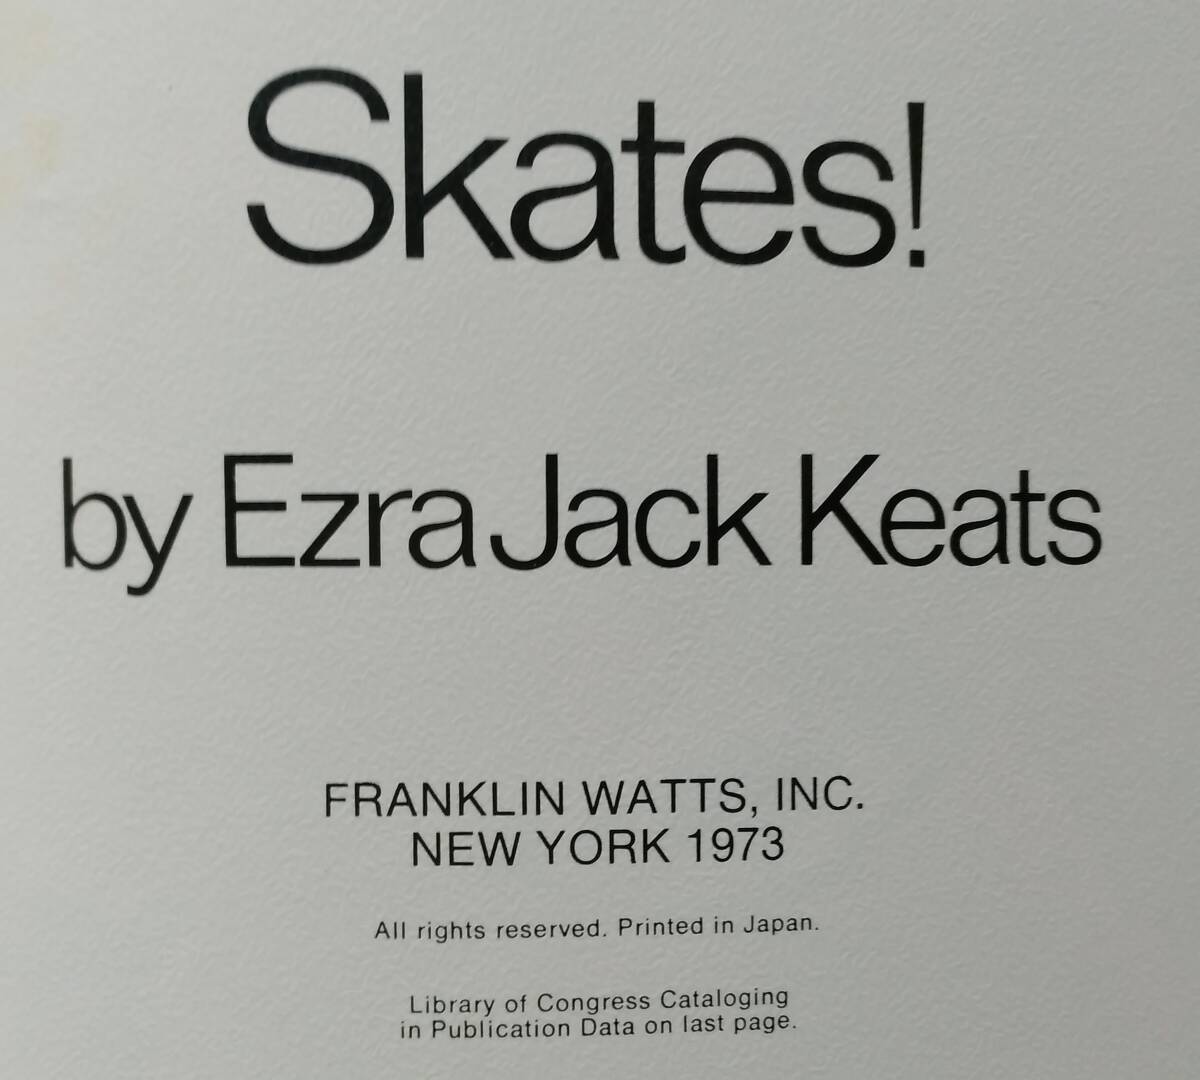 Skates!
by Ezra Jack Keats
FRANKLIN WATTS, INC.
NEW YORK 1973
All rights reserved. Printed in Japan.
Library of Congress Cataloging
in Publication Data on last page.